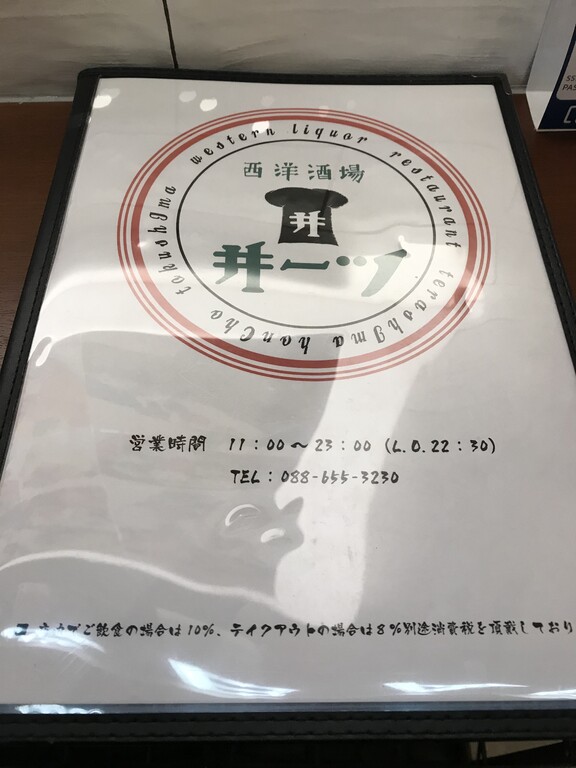 western liquor restaurant terashIma honCho tokushIma
西洋酒場
井
井ーツ
営業時間 11:00～23:00 (L.O.22:30)
TEL:088-655-3230
ご飲食の場合は10%、テイクアウトの場合は8%別途消費税を頂戴しており